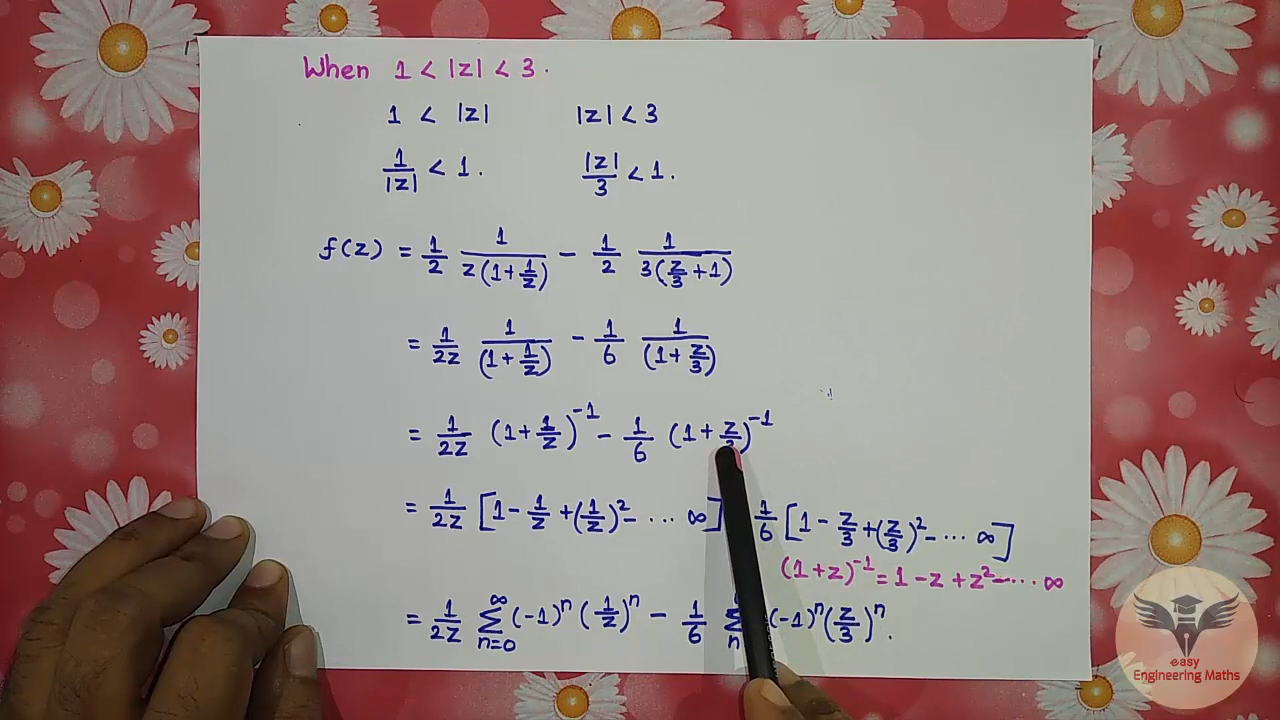 When 1 < |z| < 3.
1 < |z|    |z| < 3
1/|z| < 1.    |z|/3 < 1.
f(z) = 1/2 1/(z(1+1/z)) - 1/2 1/(3(z/3+1))
= 1/2z 1/(1+1/z) - 1/6 1/(1+z/3)
= 1/2z (1+1/z)^-1 - 1/6 (1+z/3)^-1
= 1/2z [1 - 1/z + (1/z)^2 - ... ∞] 1/6 [1 - z/3 + (z/3)^2 - ... ∞]
(1+z)^-1 = 1 - z + z^2 - ... ∞
= 1/2z ∑_{n=0}^∞ (-1)^n (1/z)^n - 1/6 ∑_n (-1)^n (z/3)^n.
easy
Engineering Maths